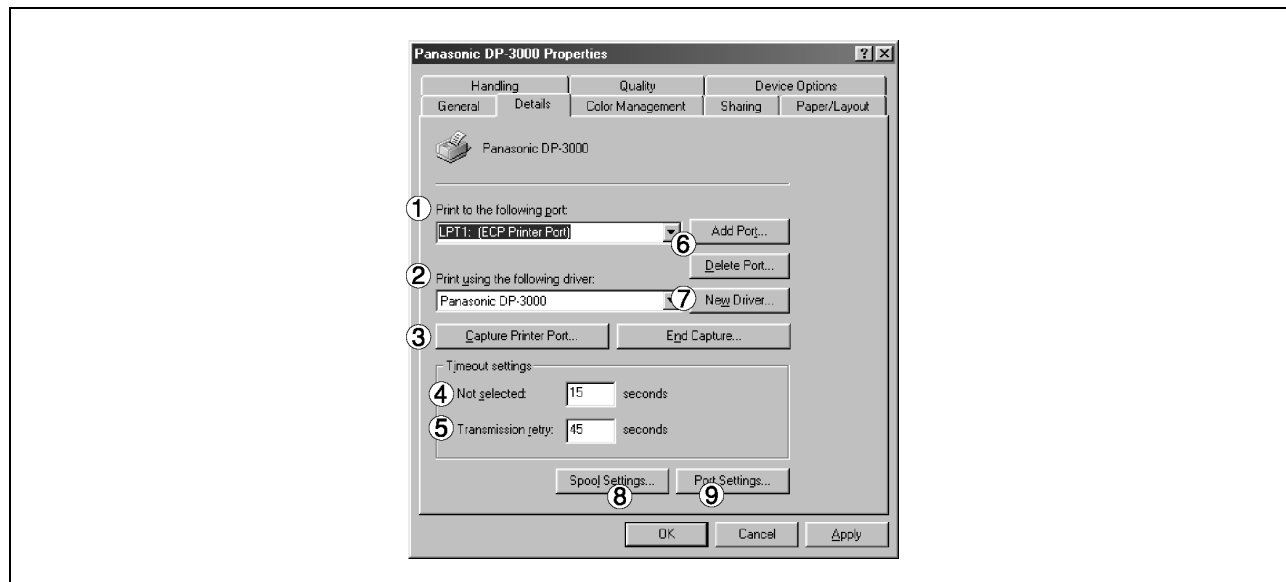 Panasonic DP-3000 Properties
Handling Quality Device Options
General Details Color Management Sharing Paper/Layout
Panasonic DP-3000
① Print to the following port:
LPT1: (ECP Printer Port) ⑥ Add Port...
Delete Port...
② Print using the following driver:
Panasonic DP-3000 ⑦ New Driver...
③ Capture Printer Port... End Capture...
Timeout settings
④ Not selected: 15 seconds
⑤ Transmission retry: 45 seconds
Spool Settings... Port Settings...
⑧ ⑨
OK Cancel Apply